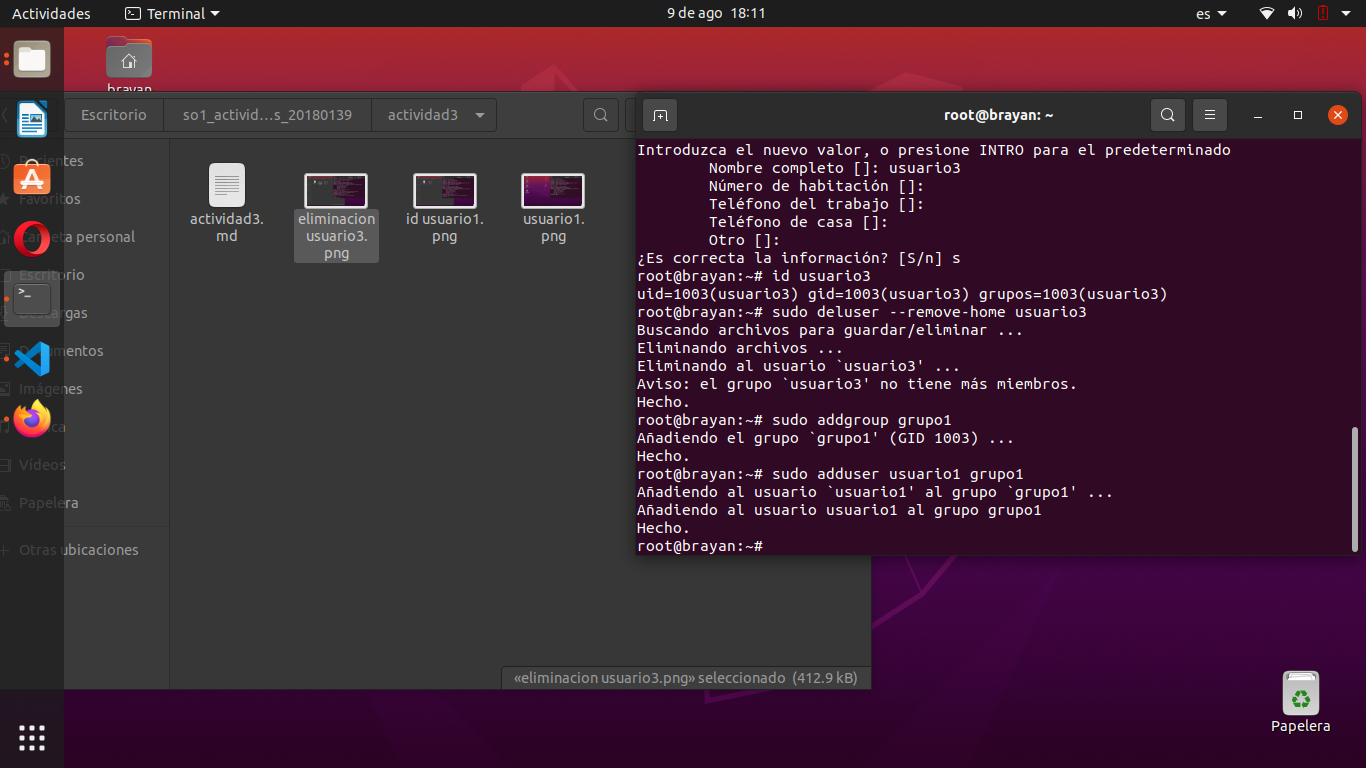 Actividades
Terminal
9 de ago 18:11
es
brayan
Escritorio
so1_activid…s_20180139
actividad3
Recientes
Favoritos
Carpeta personal
Escritorio
Descargas
Documentos
Imágenes
Vídeos
Papelera
Otras ubicaciones
actividad3.
md
eliminacion
usuario3.
png
id usuario1.
png
usuario1.
png
«eliminacion usuario3.png» seleccionado (412.9 kB)
root@brayan: ~
Introduzca el nuevo valor, o presione INTRO para el predeterminado
Nombre completo []: usuario3
Número de habitación []:
Teléfono del trabajo []:
Teléfono de casa []:
Otro []:
¿Es correcta la información? [S/n] s
root@brayan:~# id usuario3
uid=1003(usuario3) gid=1003(usuario3) grupos=1003(usuario3)
root@brayan:~# sudo deluser --remove-home usuario3
Buscando archivos para guardar/eliminar ...
Eliminando archivos ...
Eliminando al usuario `usuario3' ...
Aviso: el grupo `usuario3' no tiene más miembros.
Hecho.
root@brayan:~# sudo addgroup grupo1
Añadiendo el grupo `grupo1' (GID 1003) ...
Hecho.
root@brayan:~# sudo adduser usuario1 grupo1
Añadiendo al usuario `usuario1' al grupo `grupo1' ...
Añadiendo al usuario usuario1 al grupo grupo1
Hecho.
root@brayan:~#
Papelera